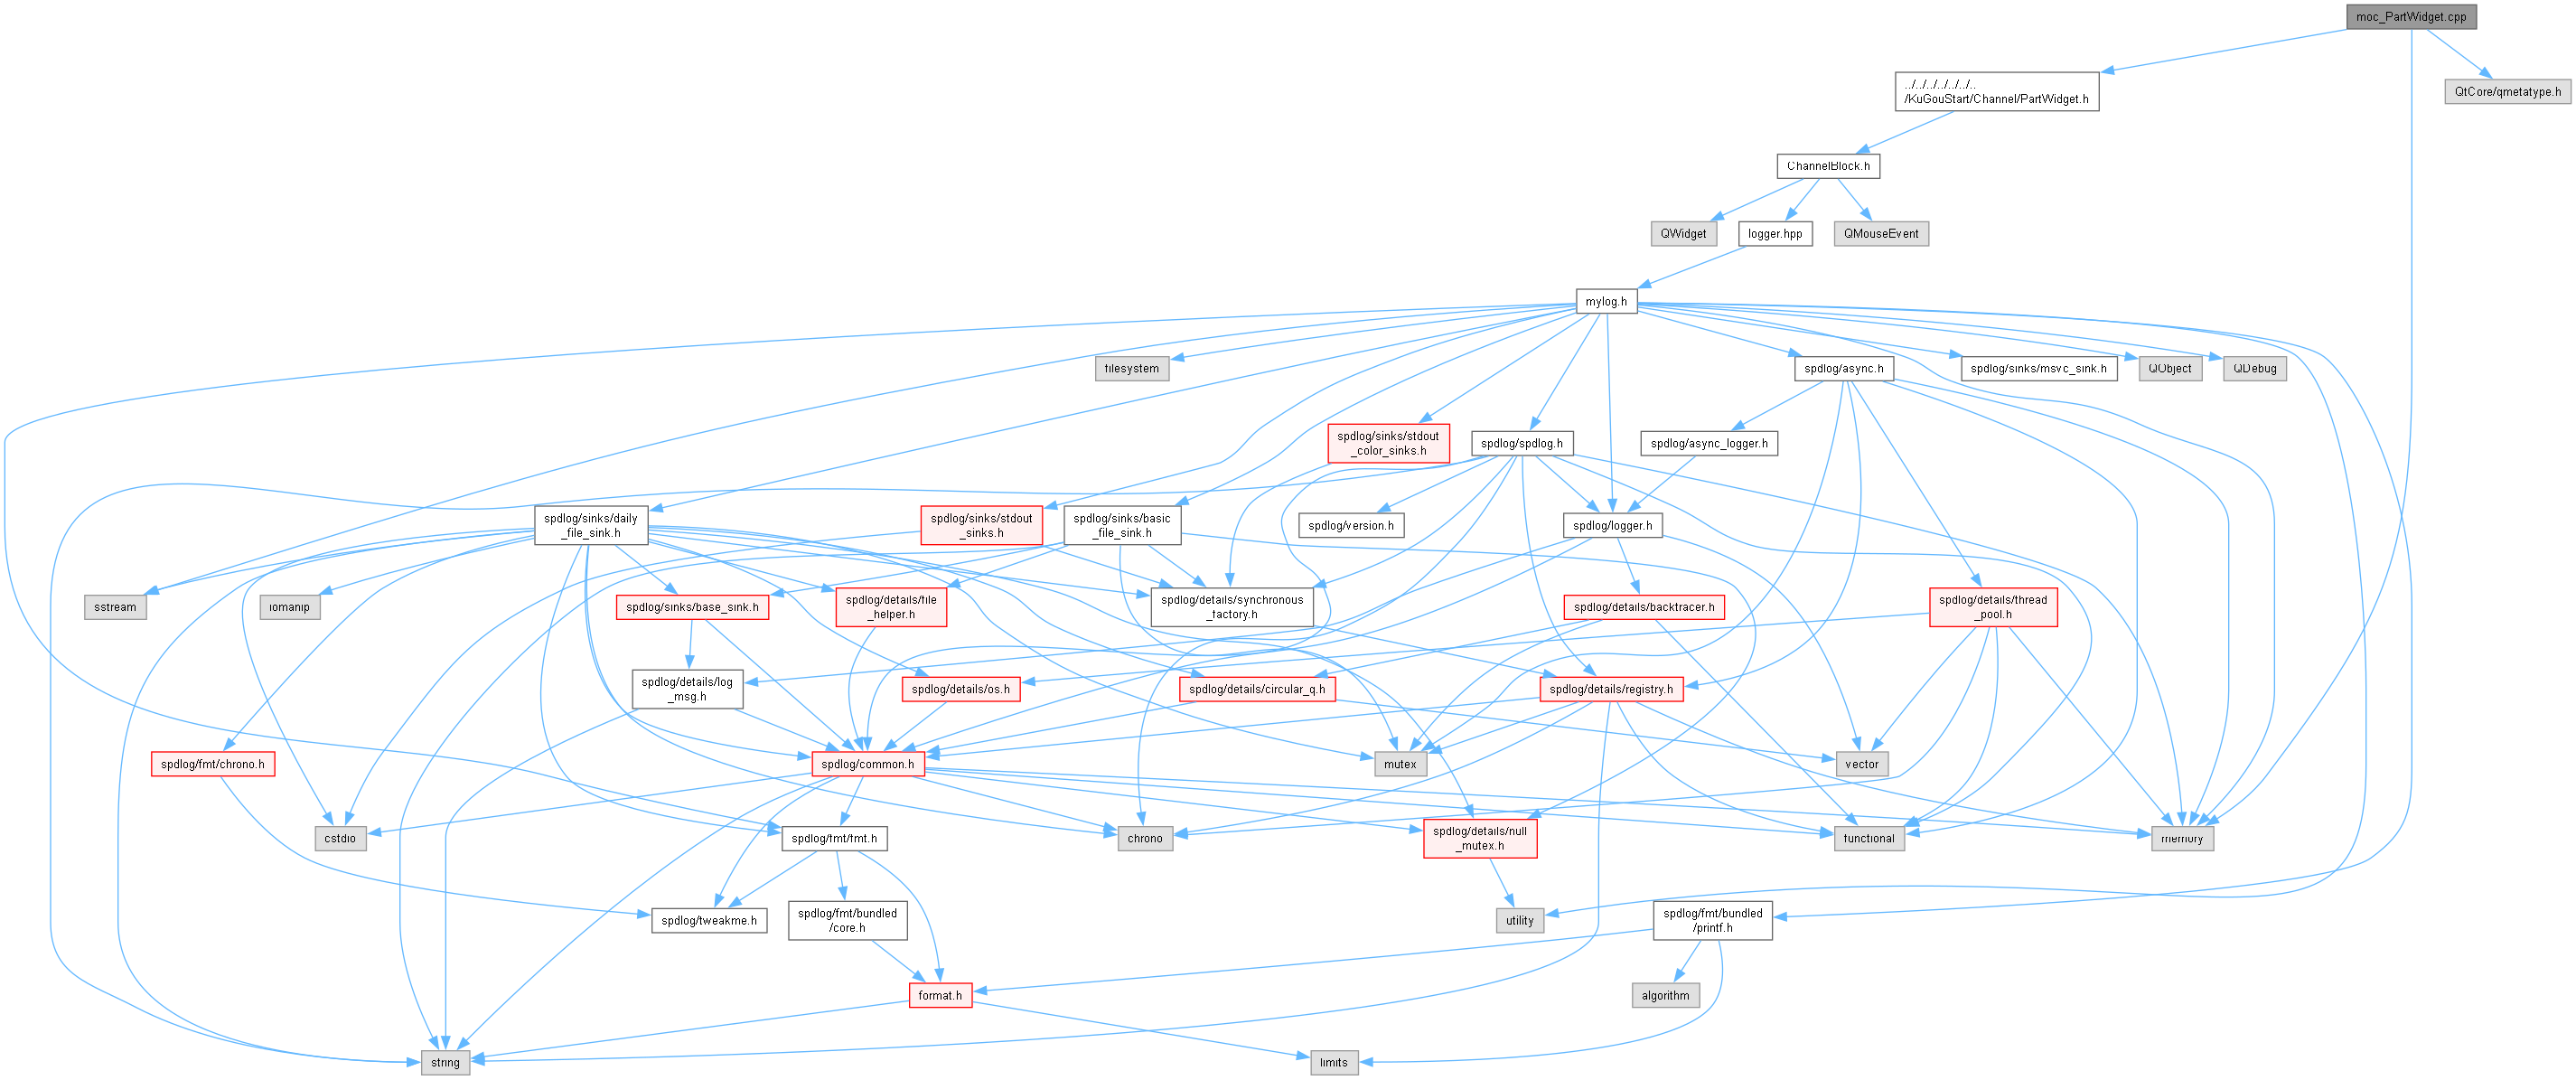 moc_PartWidget.cpp
../../../../../../..
/KuGouStart/Channel/PartWidget.h
QtCore/qmetatype.h
ChannelBlock.h
QWidget
logger.hpp
QMouseEvent
mylog.h
filesystem
spdlog/async.h
spdlog/sinks/msvc_sink.h
QObject
QDebug
spdlog/sinks/stdout
_color_sinks.h
spdlog/spdlog.h
spdlog/async_logger.h
spdlog/sinks/daily
_file_sink.h
spdlog/sinks/stdout
_sinks.h
spdlog/sinks/basic
_file_sink.h
spdlog/version.h
spdlog/logger.h
sstream
iomanip
spdlog/sinks/base_sink.h
spdlog/details/file
_helper.h
spdlog/details/synchronous
_factory.h
spdlog/details/backtracer.h
spdlog/details/thread
_pool.h
spdlog/details/log
_msg.h
spdlog/details/os.h
spdlog/details/circular_q.h
spdlog/details/registry.h
spdlog/fmt/chrono.h
spdlog/common.h
mutex
vector
cstdio
spdlog/fmt/fmt.h
chrono
spdlog/details/null
_mutex.h
functional
memory
spdlog/tweakme.h
spdlog/fmt/bundled
/core.h
utility
spdlog/fmt/bundled
/printf.h
format.h
algorithm
string
limits